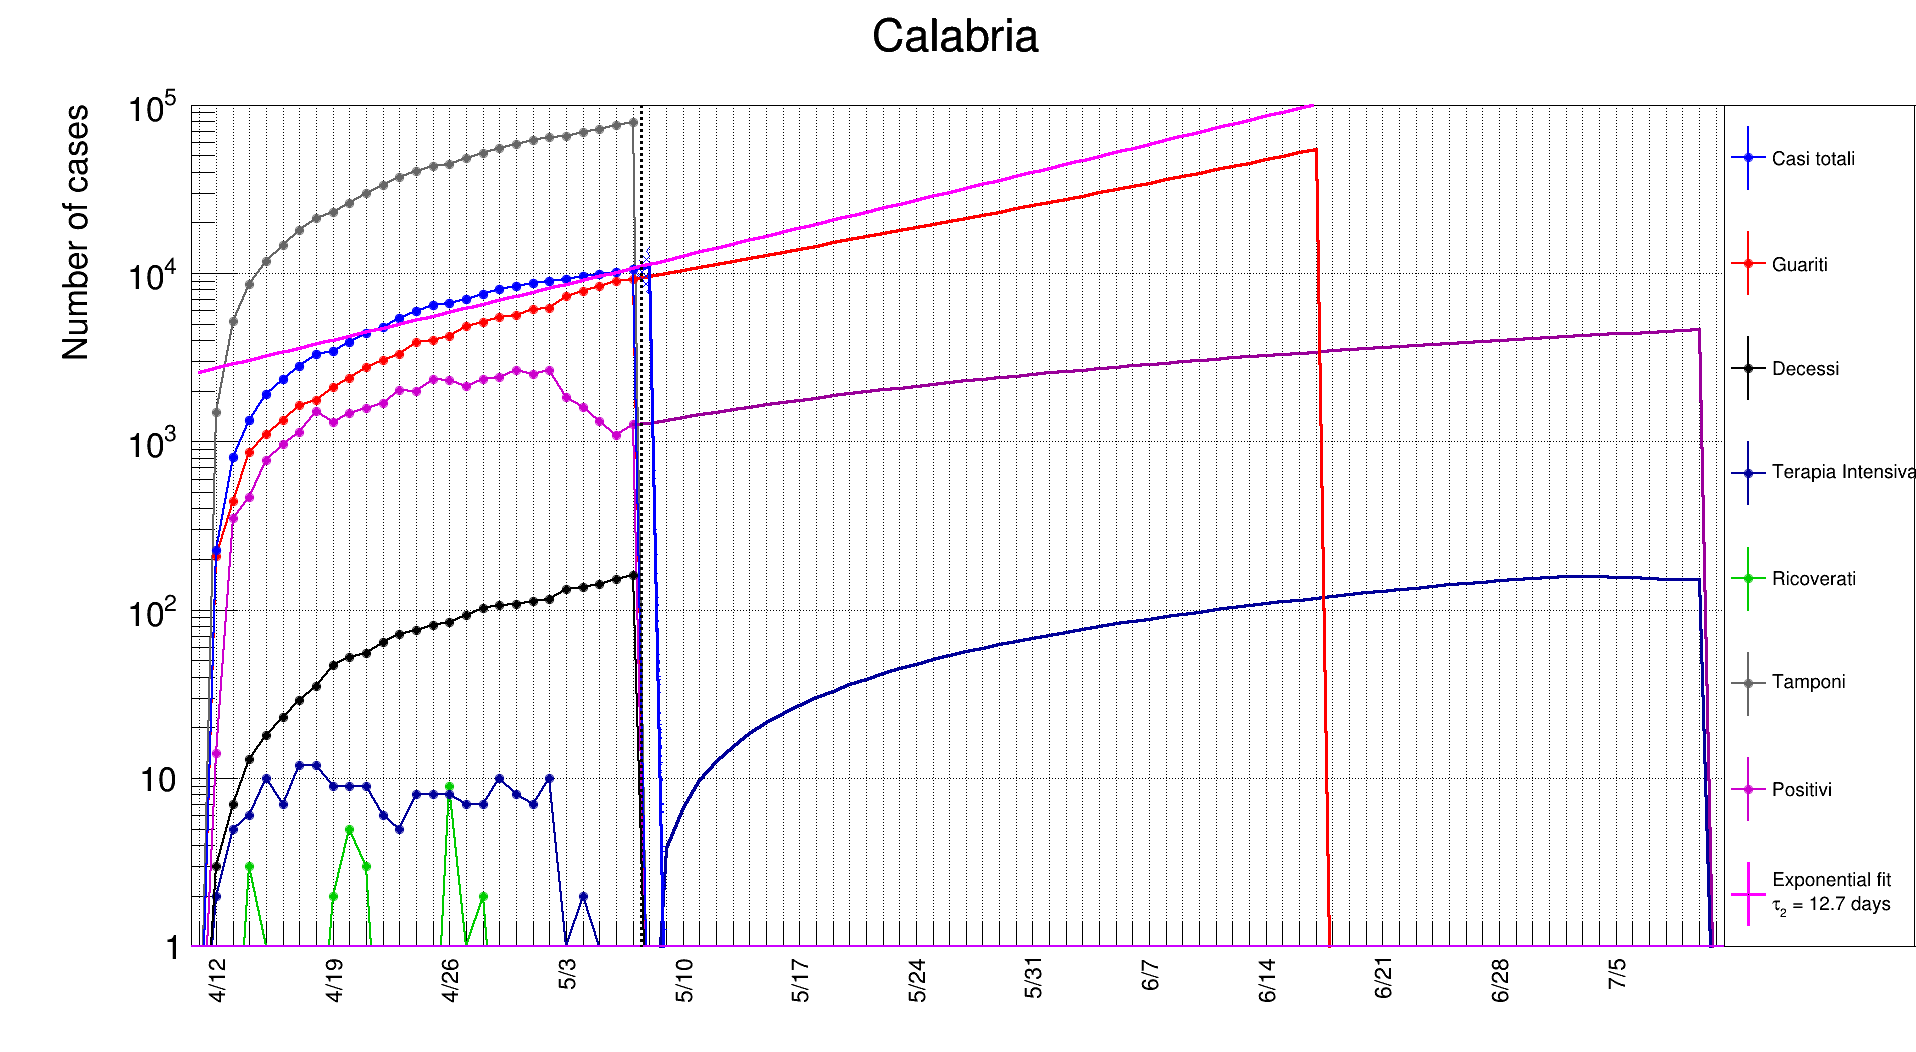 Calabria
Number of cases
10^5
10^4
10^3
10^2
10
1
4/12
4/19
4/26
5/3
5/10
5/17
5/24
5/31
6/7
6/14
6/21
6/28
7/5
Casi totali
Guariti
Decessi
Terapia Intensiva
Ricoverati
Tamponi
Positivi
Exponential fit
τ₂ = 12.7 days